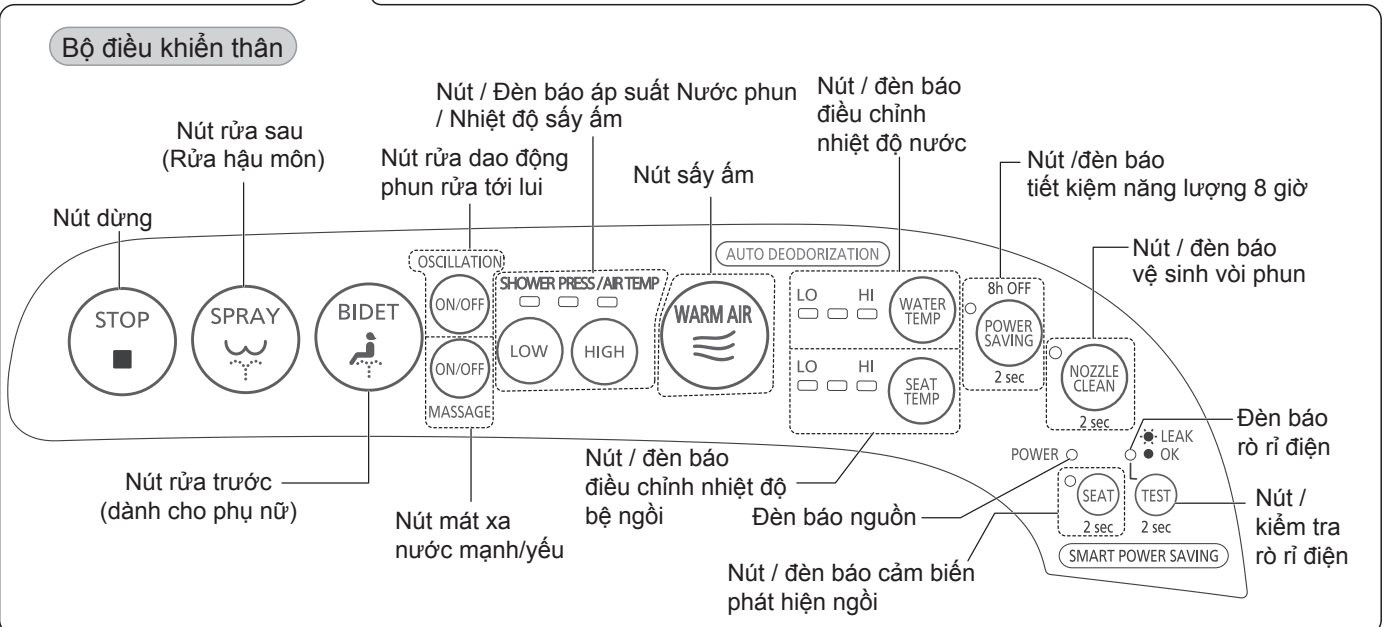 Bộ điều khiển thân
Nút / Đèn báo áp suất Nước phun
/ Nhiệt độ sấy ấm
Nút / đèn báo
điều chỉnh
nhiệt độ nước
Nút rửa sau
(Rửa hậu môn)
Nút rửa dao động
phun rửa tới lui
Nút sấy ấm
Nút /đèn báo
tiết kiệm năng lượng 8 giờ
Nút dừng
Nút / đèn báo
vệ sinh vòi phun
AUTO DEODORIZATION
OSCILLATION
ON/OFF
SHOWER PRESS /AIR TEMP
LOW
HIGH
STOP
SPRAY
BIDET
ON/OFF
MASSAGE
WARM AIR
LO HI
WATER
TEMP
LO HI
SEAT
TEMP
8h OFF
POWER
SAVING
2 sec
NOZZLE
CLEAN
2 sec
POWER
LEAK
OK
SEAT
2 sec
TEST
2 sec
SMART POWER SAVING
Đèn báo
rò rỉ điện
Nút rửa trước
(dành cho phụ nữ)
Nút mát xa
nước mạnh/yếu
Nút / đèn báo
điều chỉnh nhiệt độ
bệ ngồi
Đèn báo nguồn
Nút /
kiểm tra
rò rỉ điện
Nút / đèn báo cảm biến
phát hiện ngồi